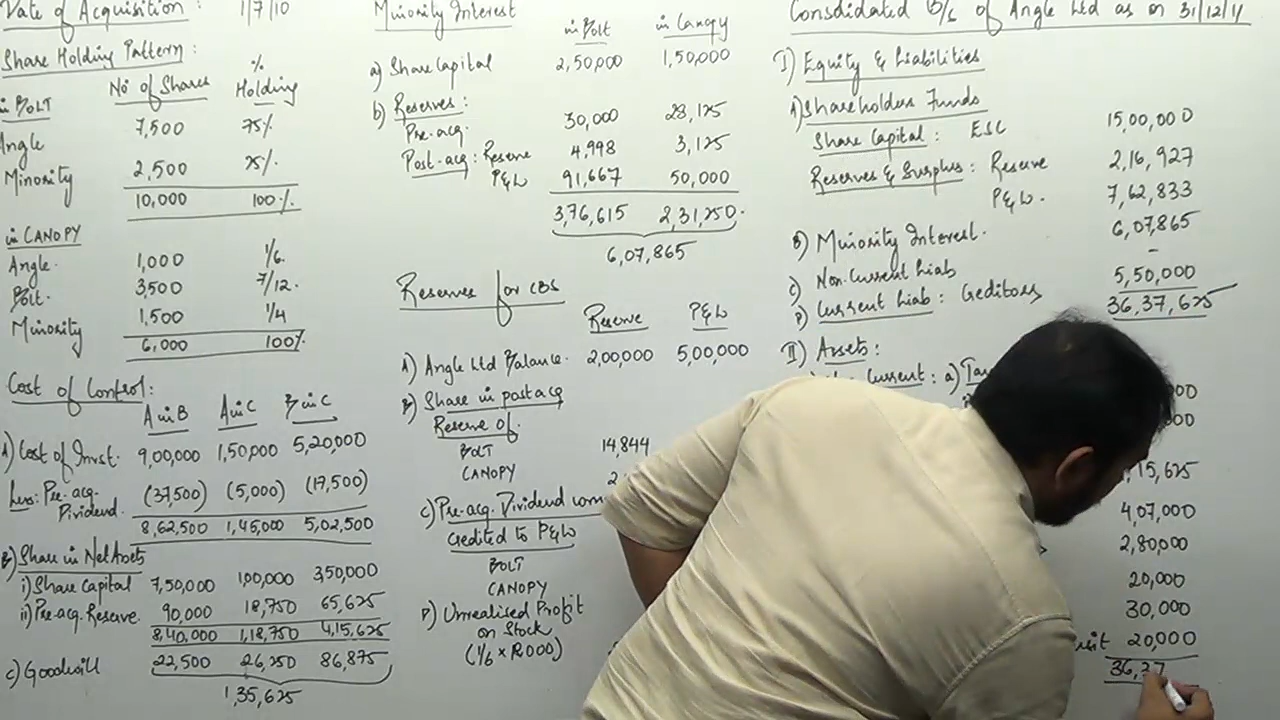 Date of Acquisition : 1/7/10
Share Holding Pattern :
No of Shares % Holding
in BOLT
Angle 7,500 75%
Minority 2,500 25%
10,000 100%
in CANOPY
Angle. 1,000 1/6.
Bolt. 3,500 7/12.
Minority 1,500 1/4
6,000 100%
Cost of Control:
A in B A in C B in C
A) Cost of Invst. 9,00,000 1,50,000 5,20,000
Less: Pre-acq. Dividend (37,500) (5,000) (17,500)
8,62,500 1,45,000 5,02,500
B) Share in Net Assets
i) Share Capital 7,50,000 1,00,000 3,50,000
ii) Pre-acq. Reserve. 90,000 18,750 65,625
8,40,000 1,18,750 4,15,625
c) Goodwill 22,500 26,250 86,875
1,35,625
Minority Interest
in Bolt in Canopy
a) Share Capital 2,50,000 1,50,000
b) Reserves :
Pre-acq. 30,000 28,125
Post-acq : Reserve 4,998 3,125
P&L 91,667 50,000
3,76,615 2,31,250.
6,07,865
Reserves for CBS
Reserve P&L
A) Angle Ltd Balance. 2,00,000 5,00,000
B) Share in post acq
Reserve of.
BOLT 14,844
CANOPY 2
c) Pre-acq. Dividend
Credited to P&L
BOLT
CANOPY
D) Unrealised Profit
on Stock
Consolidated B/S of Angle Ltd as on 31/12/11
I) Equity & Liabilities
A) Shareholders Funds
Share Capital : ESC 15,00,000
Reserves & Surplus : Reserve 2,16,927
P&L. 7,62,833
B) Minority Interest. 6,07,865
C) Non-Current Liab -
D) Current Liab : Creditors 5,50,000
36,37,625
II) Assets :
Current : a)
000
000
15,625
4,07,000
2,80,000
20,000
30,000
20,000
36,37